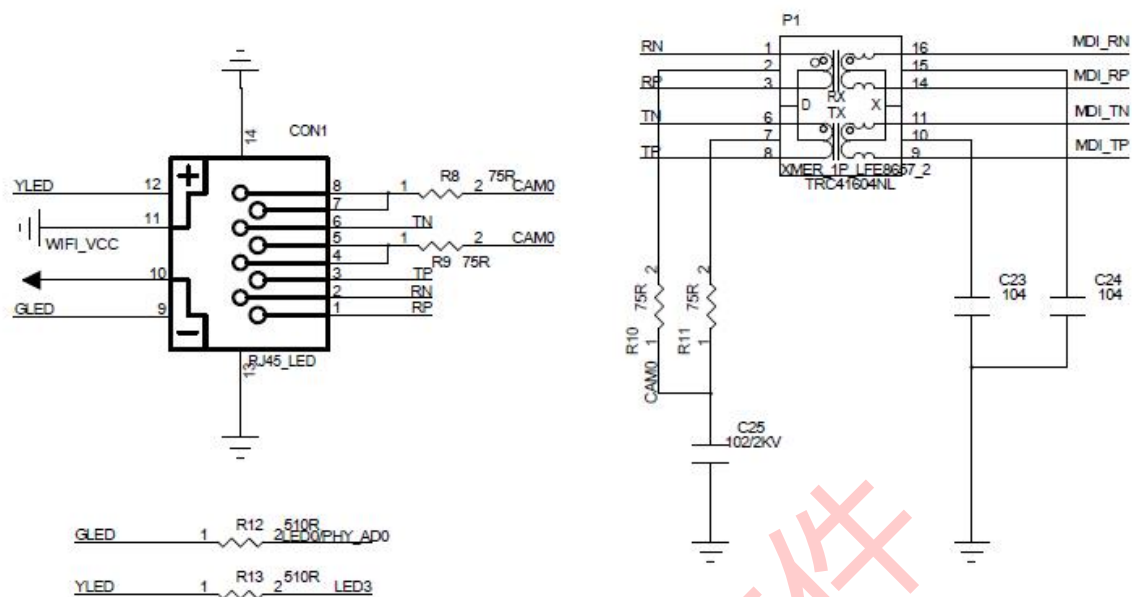 P1
RN 1 16 MDI_RN
2 15
RP 3 14 MDI_RP
D RX X
TX
TN 6 11 MDI_TN
7 10
TP 8 9 MDI_TP
XMER_1P_LFE8657_2
TRC41604NL
14
CON1
YLED 12
11
WIFI_VCC
10
GLED 9
+
−
8 1 R8 75R 2 CAM0
7
6 TN
5 1 R9 75R 2 CAM0
4
3 TP
2 RN
1 RP
RJ45_LED
13
R10 75R 1 2
R11 75R 1 2
CAM0
C23
104
C24
104
C25
102/2KV
GLED 1 R12 510R 2 LED0/PHY_AD0
YLED 1 R13 510R 2 LED3
件